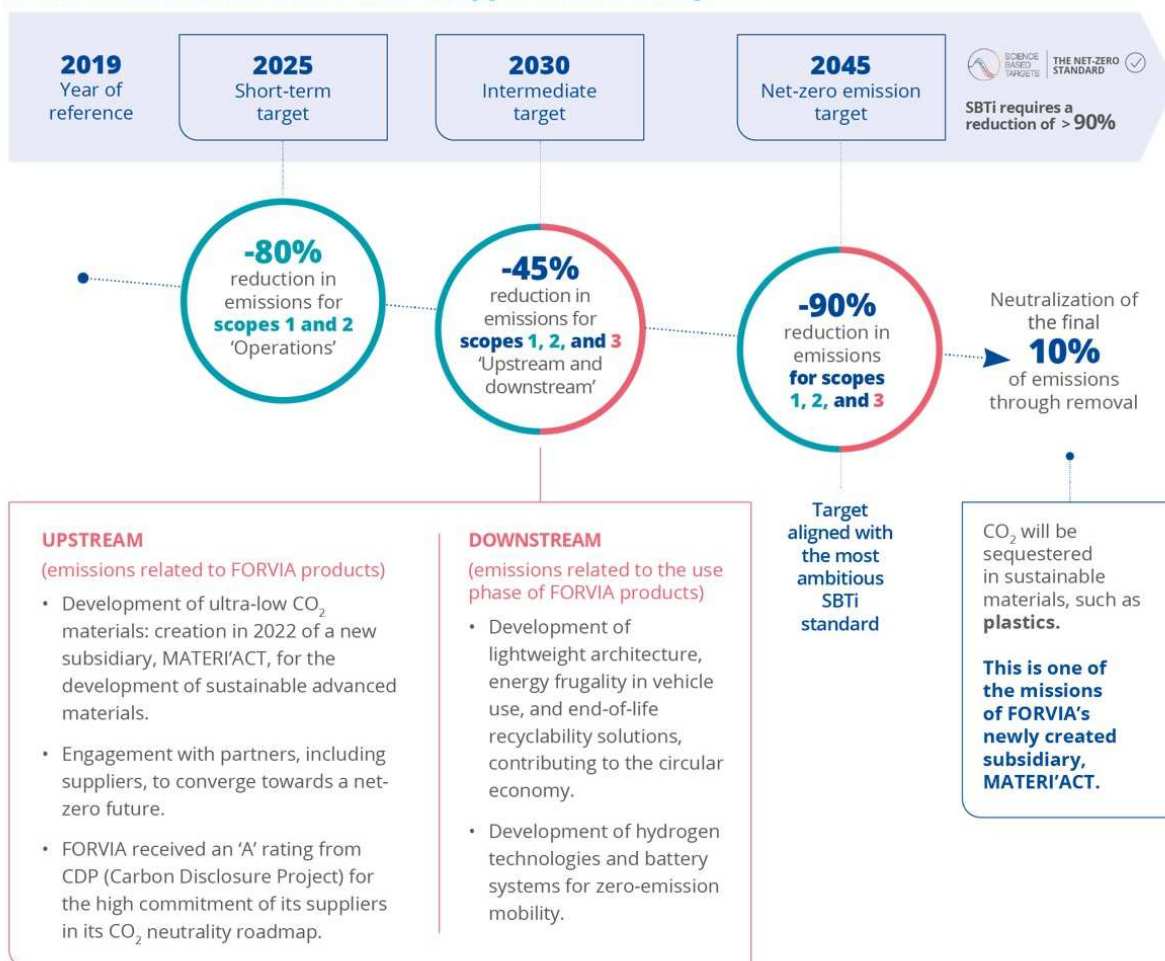 2019
Year of
reference
2025
Short-term
target
2030
Intermediate
target
2045
Net-zero emission
target
SCIENCE
BASED
TARGETS
THE NET-ZERO
STANDARD
SBTi requires a
reduction of > 90%
-80%
reduction in
emissions for
scopes 1 and 2
‘Operations’
-45%
reduction in
emissions for
scopes 1, 2, and 3
‘Upstream and
downstream’
-90%
reduction in
emissions
for scopes
1, 2, and 3
Neutralization of
the final
10%
of emissions
through removal
UPSTREAM
(emissions related to FORVIA products)
• Development of ultra-low CO₂
materials: creation in 2022 of a new
subsidiary, MATERI’ACT, for the
development of sustainable advanced
materials.
• Engagement with partners, including
suppliers, to converge towards a net-
zero future.
• FORVIA received an ‘A’ rating from
CDP (Carbon Disclosure Project) for
the high commitment of its suppliers
in its CO₂ neutrality roadmap.
DOWNSTREAM
(emissions related to the use
phase of FORVIA products)
• Development of
lightweight architecture,
energy frugality in vehicle
use, and end-of-life
recyclability solutions,
contributing to the circular
economy.
• Development of hydrogen
technologies and battery
systems for zero-emission
mobility.
Target
aligned with
the most
ambitious
SBTi
standard
CO₂ will be
sequestered
in sustainable
materials, such as
plastics.
This is one of
the missions
of FORVIA’s
newly created
subsidiary,
MATERI’ACT.